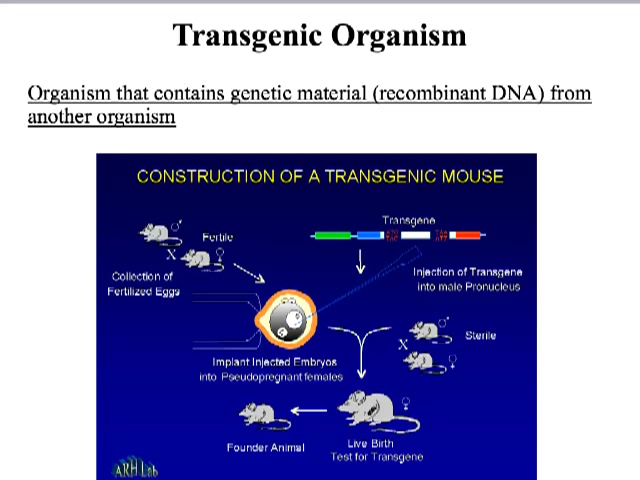 Transgenic Organism
Organism that contains genetic material (recombinant DNA) from
another organism
CONSTRUCTION OF A TRANSGENIC MOUSE
Transgene
Fertile
X
Collection of
Fertilized Eggs
Injection of Transgene
into male Pronucleus
Sterile
X
Implant Injected Embryos
into Pseudopregnant females
Founder Animal
Live Birth
Test for Transgene
ARH Lab